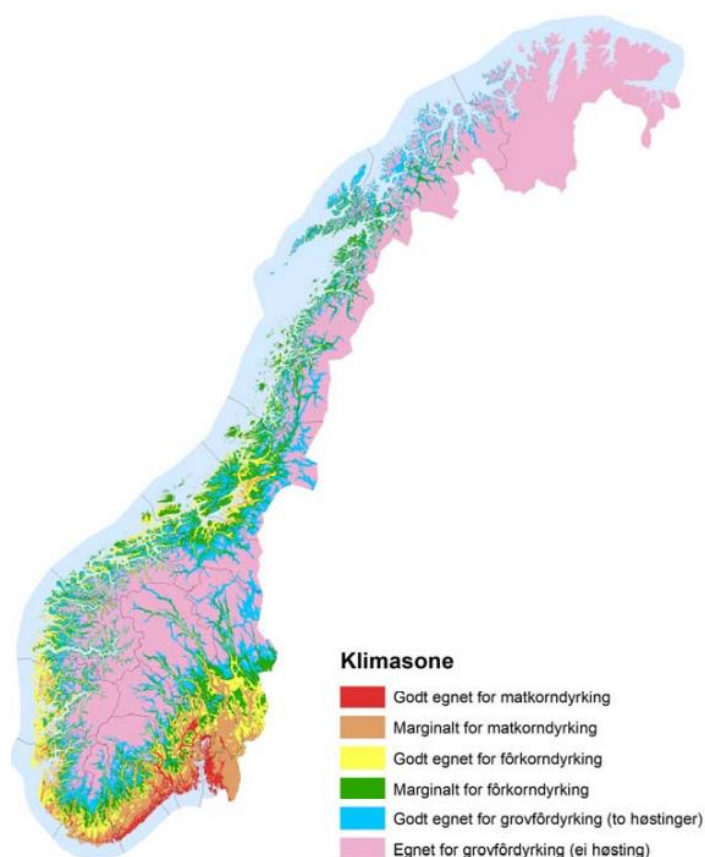 Klimasone
Godt egnet for matkorndyrking
Marginalt for matkorndyrking
Godt egnet for fôrkorndyrking
Marginalt for fôrkorndyrking
Godt egnet for grovfôrdyrking (to høstinger)
Egnet for grovfôrdyrking (ei høsting)